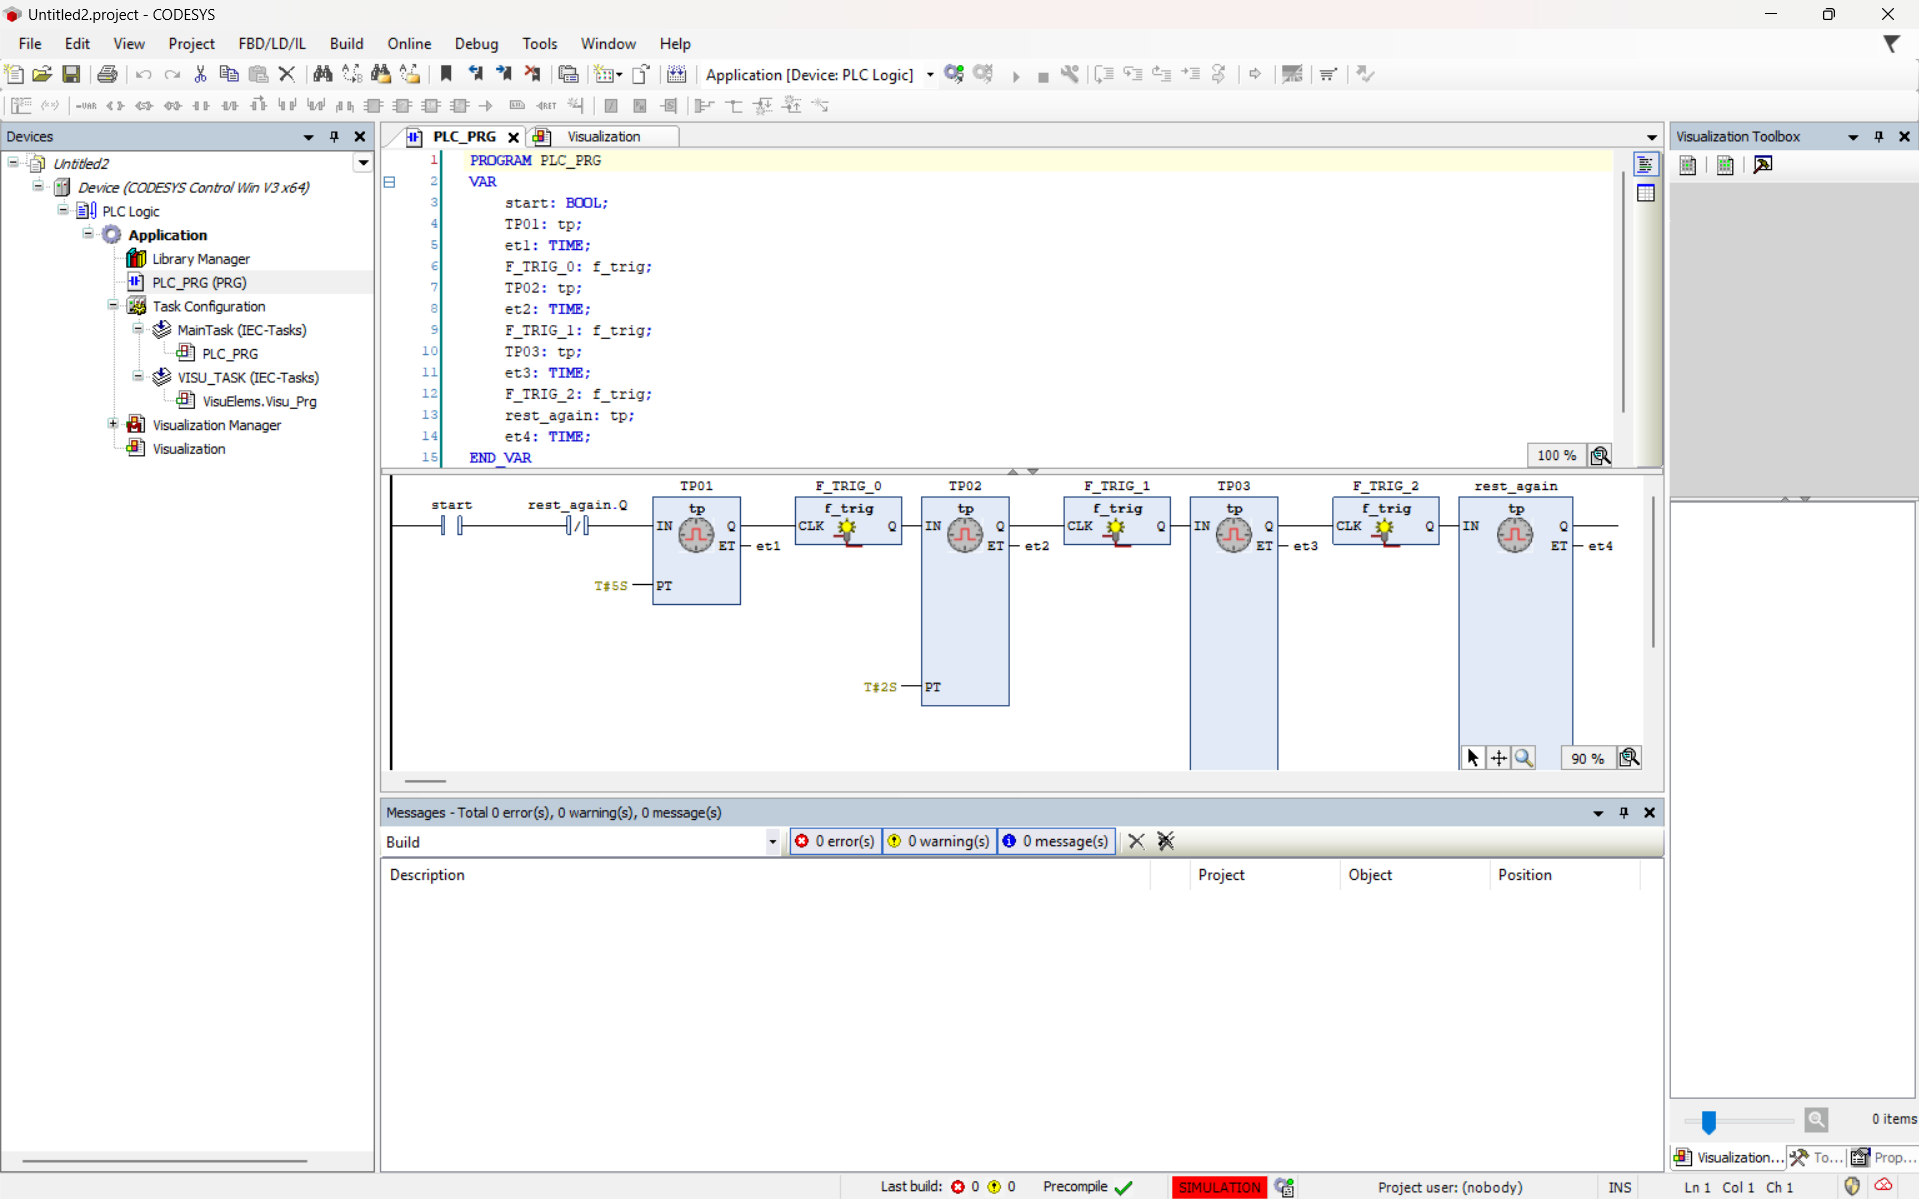 Untitled2.project - CODESYS
File Edit View Project FBD/LD/IL Build Online Debug Tools Window Help
Application [Device: PLC Logic]
Devices
Untitled2
Device (CODESYS Control Win V3 x64)
PLC Logic
Application
Library Manager
PLC_PRG (PRG)
Task Configuration
MainTask (IEC-Tasks)
PLC_PRG
VISU_TASK (IEC-Tasks)
VisuElems.Visu_Prg
Visualization Manager
Visualization
PLC_PRG
Visualization
1 PROGRAM PLC_PRG
2 VAR
3 start: BOOL;
4 TP01: tp;
5 et1: TIME;
6 F_TRIG_0: f_trig;
7 TP02: tp;
8 et2: TIME;
9 F_TRIG_1: f_trig;
10 TP03: tp;
11 et3: TIME;
12 F_TRIG_2: f_trig;
13 rest_again: tp;
14 et4: TIME;
15 END_VAR
100 %
TP01 F_TRIG_0 TP02 F_TRIG_1 TP03 F_TRIG_2 rest_again
start rest_again.Q tp f_trig tp f_trig tp f_trig tp
IN Q CLK Q IN Q CLK Q IN Q CLK Q IN Q
ET et1 ET et2 ET et3 ET et4
T#5S PT
T#2S PT
90 %
Messages - Total 0 error(s), 0 warning(s), 0 message(s)
Build 0 error(s) 0 warning(s) 0 message(s)
Description Project Object Position
Visualization Toolbox
0 items
Visualization... To... Prop...
Last build: 0 0 Precompile SIMULATION Project user: (nobody) INS Ln 1 Col 1 Ch 1